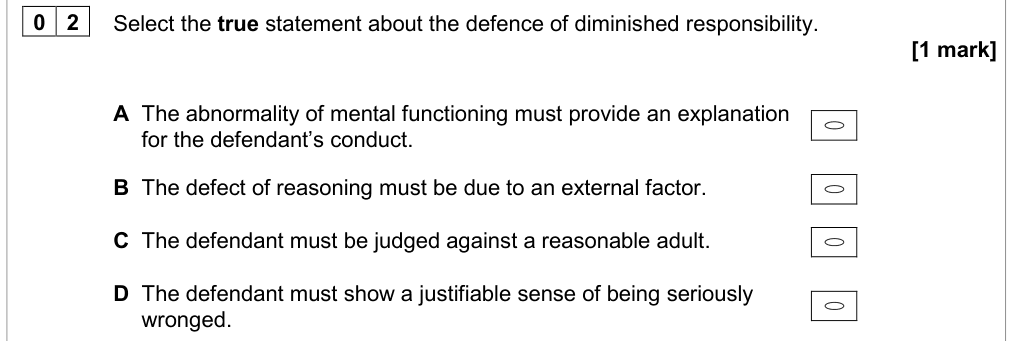 0 2 Select the true statement about the defence of diminished responsibility.
[1 mark]
A The abnormality of mental functioning must provide an explanation
for the defendant's conduct.
B The defect of reasoning must be due to an external factor.
C The defendant must be judged against a reasonable adult.
D The defendant must show a justifiable sense of being seriously
wronged.